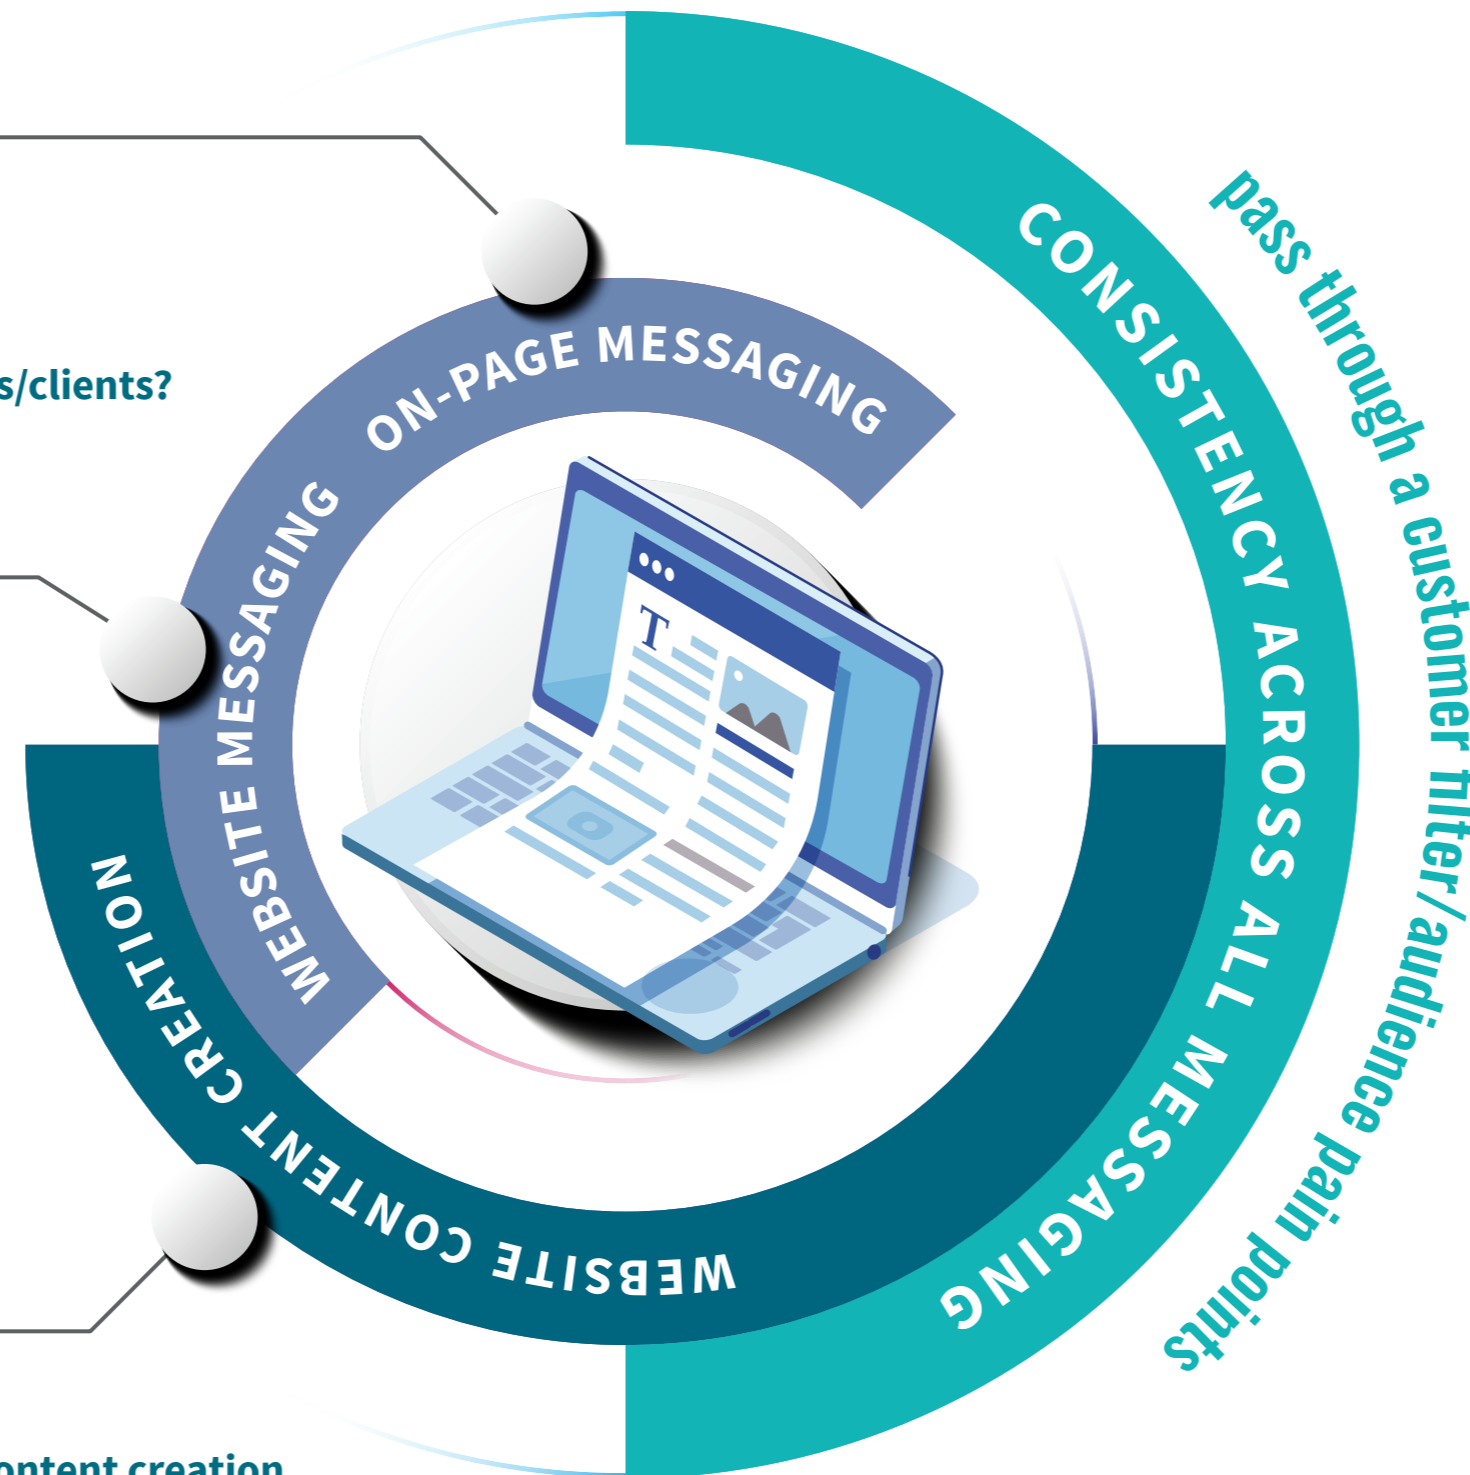 s/clients?
ON-PAGE MESSAGING
WEBSITE MESSAGING
WEBSITE CONTENT CREATION
CONSISTENCY ACROSS ALL MESSAGING
pass through a customer filter/audience pain points
T
ontent creation